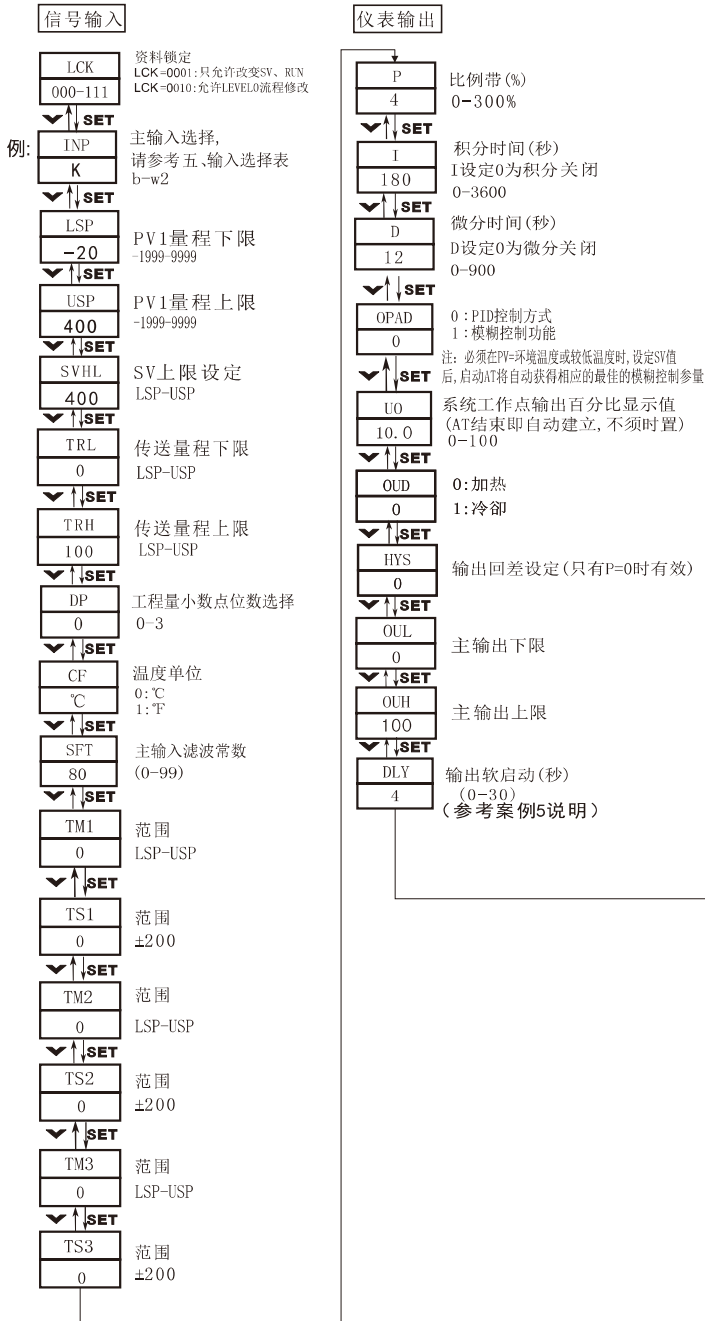 信号输入
LCK
000-111
资料锁定
LCK=0001:只允许改变SV、RUN
LCK=0010:允许LEVEL0流程修改
SET
例:
INP
K
主输入选择,
请参考五、输入选择表
b-w2
SET
LSP
-20
PV1量程下限
-1999-9999
SET
USP
400
PV1量程上限
-1999-9999
SET
SVHL
400
SV上限设定
LSP-USP
SET
TRL
0
传送量程下限
LSP-USP
SET
TRH
100
传送量程上限
LSP-USP
SET
DP
0
工程量小数点位数选择
0-3
SET
CF
℃
温度单位
0:℃
1:℉
SET
SFT
80
主输入滤波常数
(0-99)
SET
TM1
0
范围
LSP-USP
SET
TS1
0
范围
±200
SET
TM2
0
范围
LSP-USP
SET
TS2
0
范围
±200
SET
TM3
0
范围
LSP-USP
SET
TS3
0
范围
±200
仪表输出
P
4
比例带(%)
0-300%
SET
I
180
积分时间(秒)
I设定0为积分关闭
0-3600
SET
D
12
微分时间(秒)
D设定0为微分关闭
0-900
SET
OPAD
0
0:PID控制方式
1:模糊控制功能
注: 必须在PV=环境温度或较低温度时,设定SV值
后,启动AT将自动获得相应的最佳的模糊控制参量
SET
UO
10.0
系统工作点输出百分比显示值
(AT结束即自动建立,不须时置)
0-100
SET
OUD
0
0:加热
1:冷卻
SET
HYS
0
输出回差设定(只有P=0时有效)
SET
OUL
0
主输出下限
SET
OUH
100
主输出上限
SET
DLY
4
输出软启动(秒)
(0-30)
(参考案例5说明)